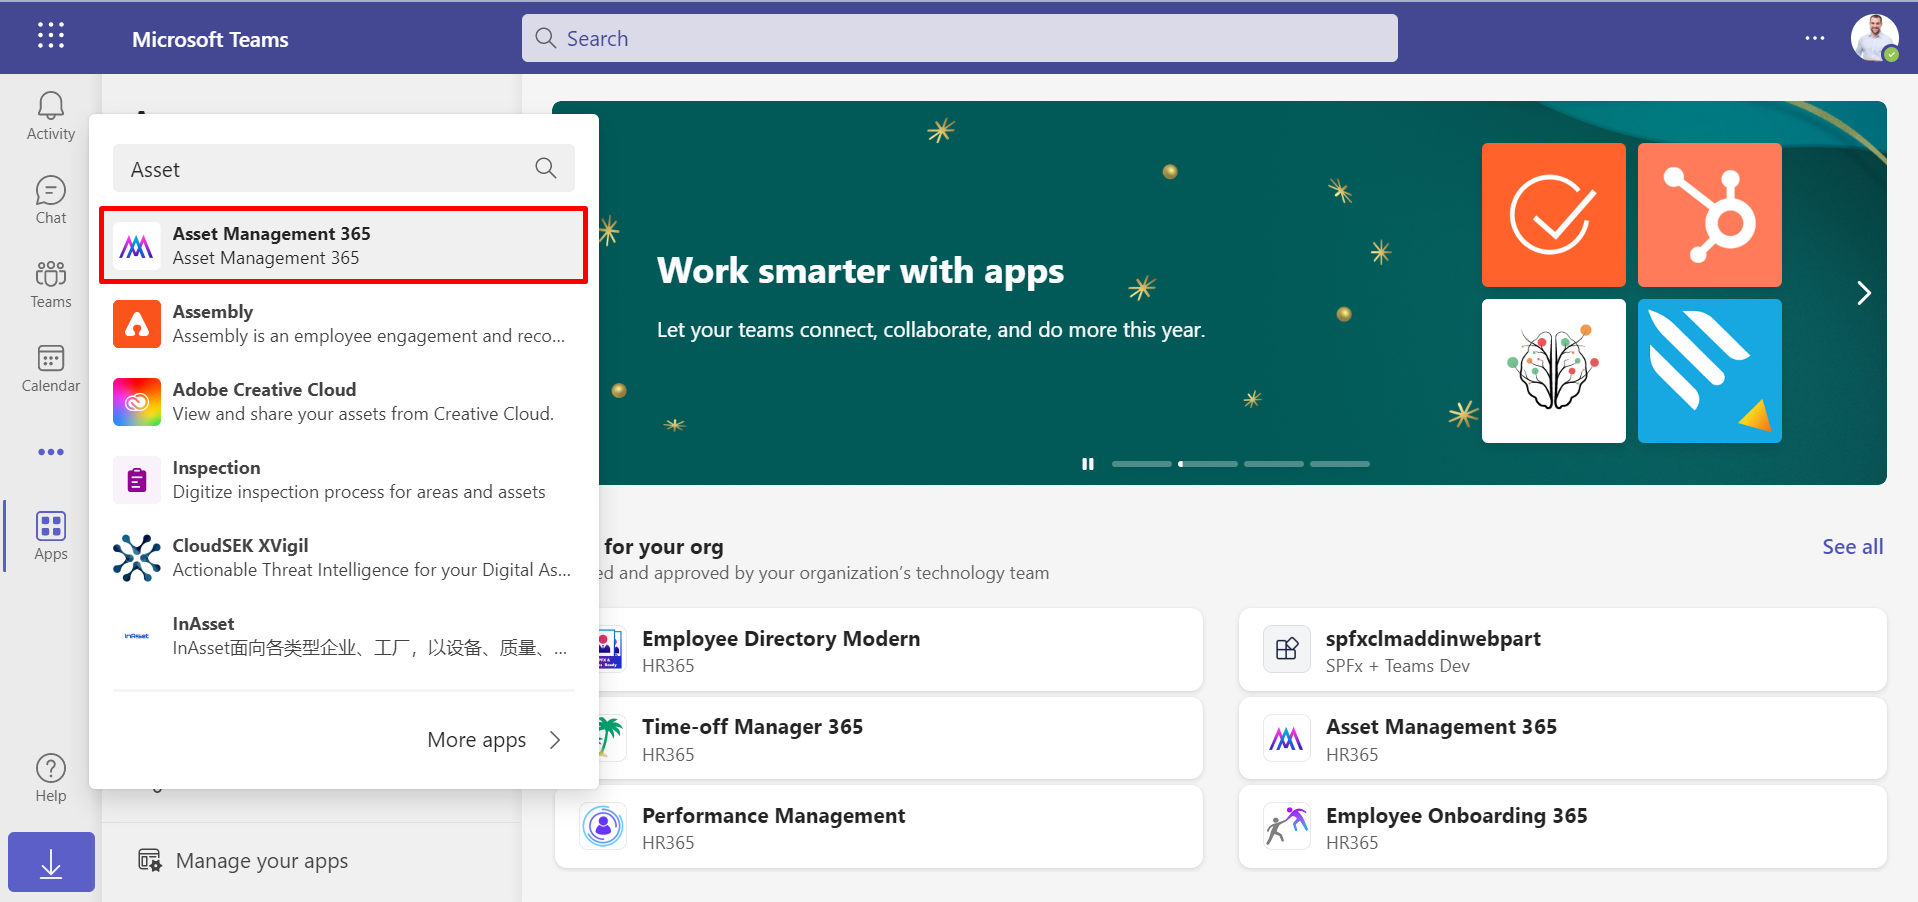 Microsoft Teams
Search
Activity
Chat
Teams
Calendar
Apps
Help
Asset
Asset Management 365
Asset Management 365
Assembly
Assembly is an employee engagement and reco...
Adobe Creative Cloud
View and share your assets from Creative Cloud.
Inspection
Digitize inspection process for areas and assets
CloudSEK XVigil
Actionable Threat Intelligence for your Digital As...
InAsset
InAsset
InAsset面向各类型企业、工厂，以设备、质量、...
More apps
Manage your apps
Work smarter with apps
Let your teams connect, collaborate, and do more this year.
for your org
See all
ed and approved by your organization's technology team
Employee Directory Modern
HR365
spfxclmaddinwebpart
SPFx + Teams Dev
Time-off Manager 365
HR365
Asset Management 365
HR365
Performance Management
HR365
Employee Onboarding 365
HR365